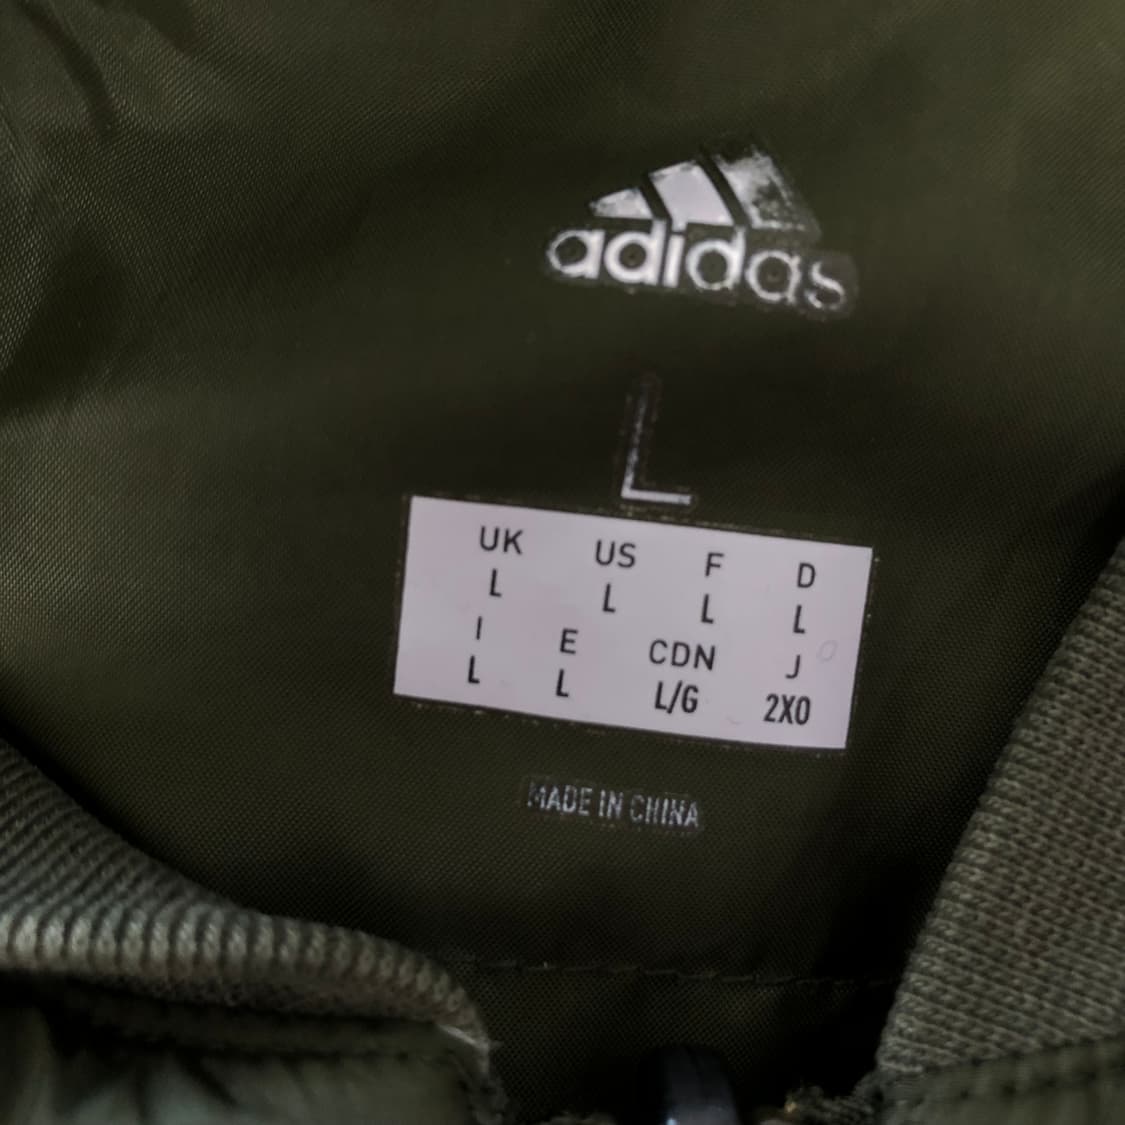 adidas
L
UK US F D
L L L L
I E CDN J
L L L/G 2XO
MADE IN CHINA